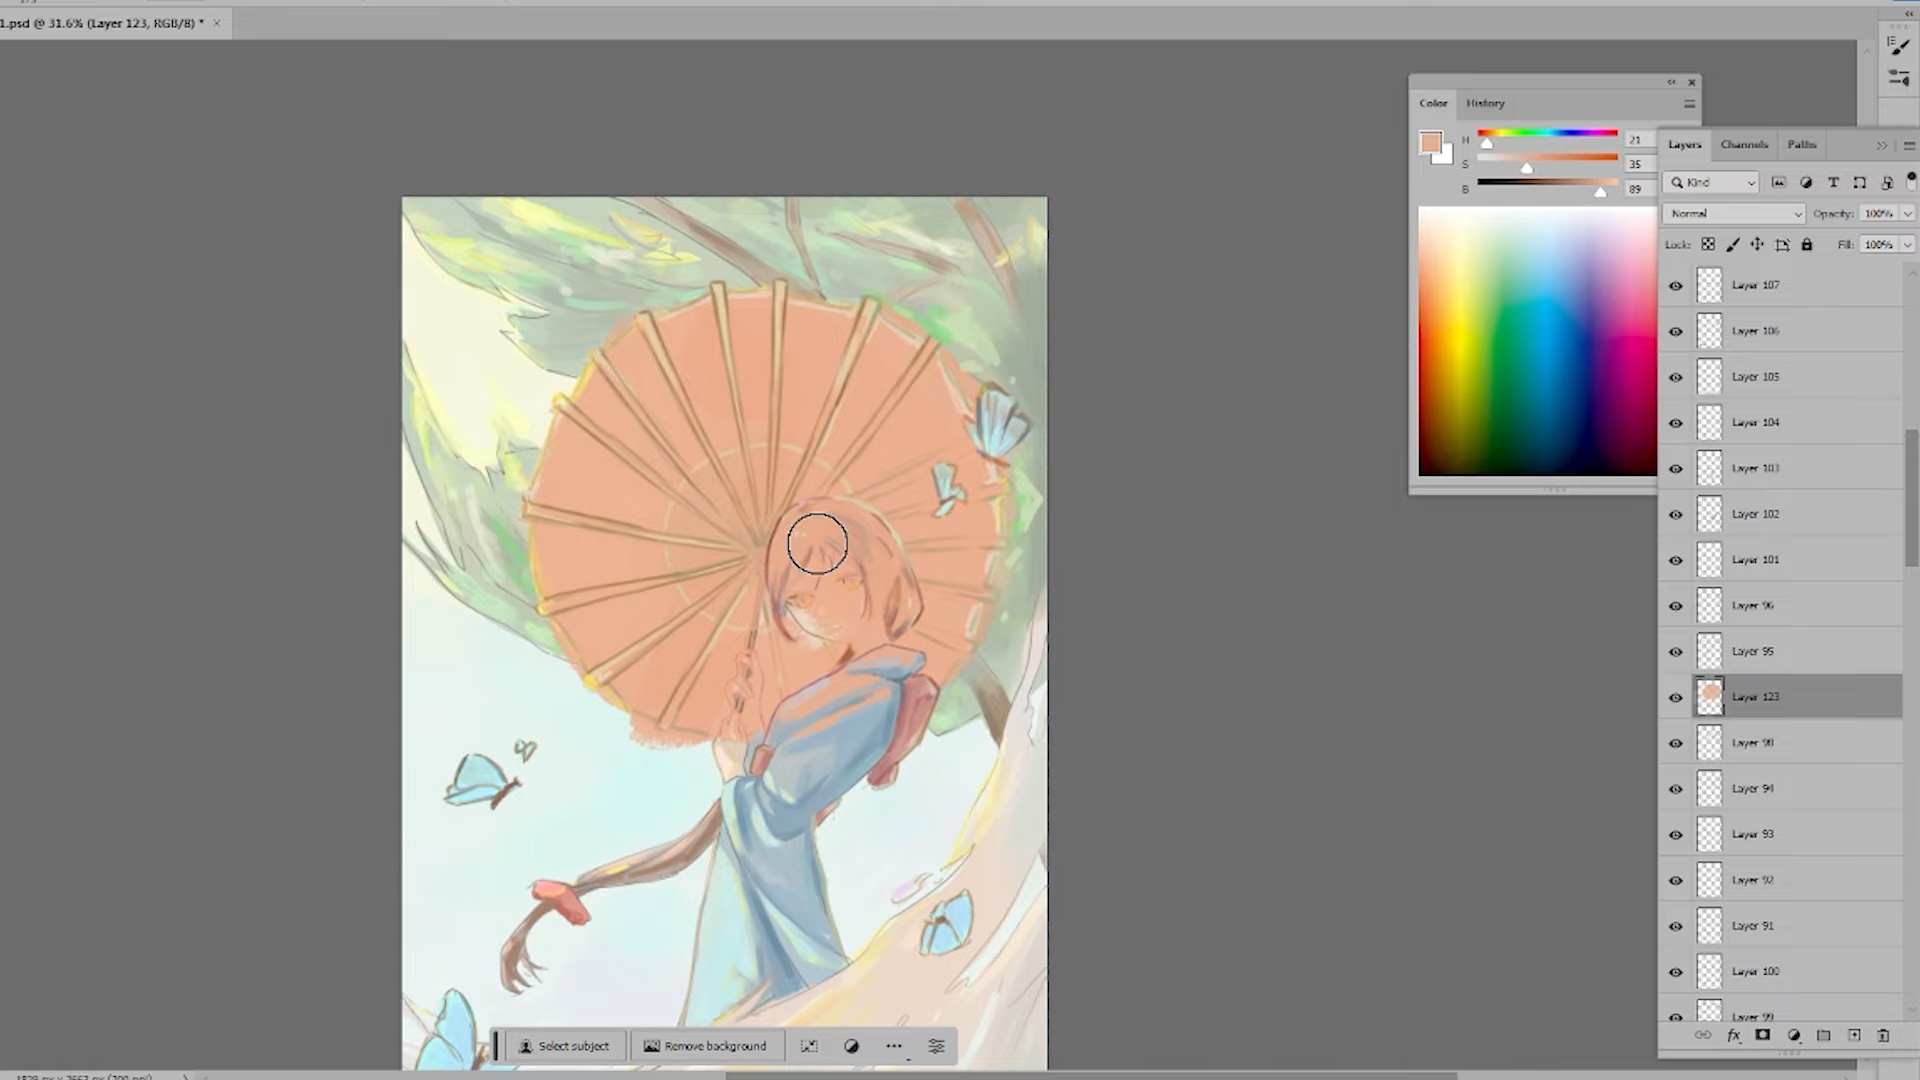 1.psd @ 31.6% (Layer 123, RGB/8) *
Color
History
H
21
S
35
B
89
Layers
Channels
Paths
Kind
Normal
Opacity: 100%
Lock:
Fill: 100%
Layer 107
Layer 106
Layer 105
Layer 104
Layer 103
Layer 102
Layer 101
Layer 96
Layer 95
Layer 123
Layer 98
Layer 94
Layer 93
Layer 92
Layer 91
Layer 100
Layer 99
fx
Select subject
Remove background